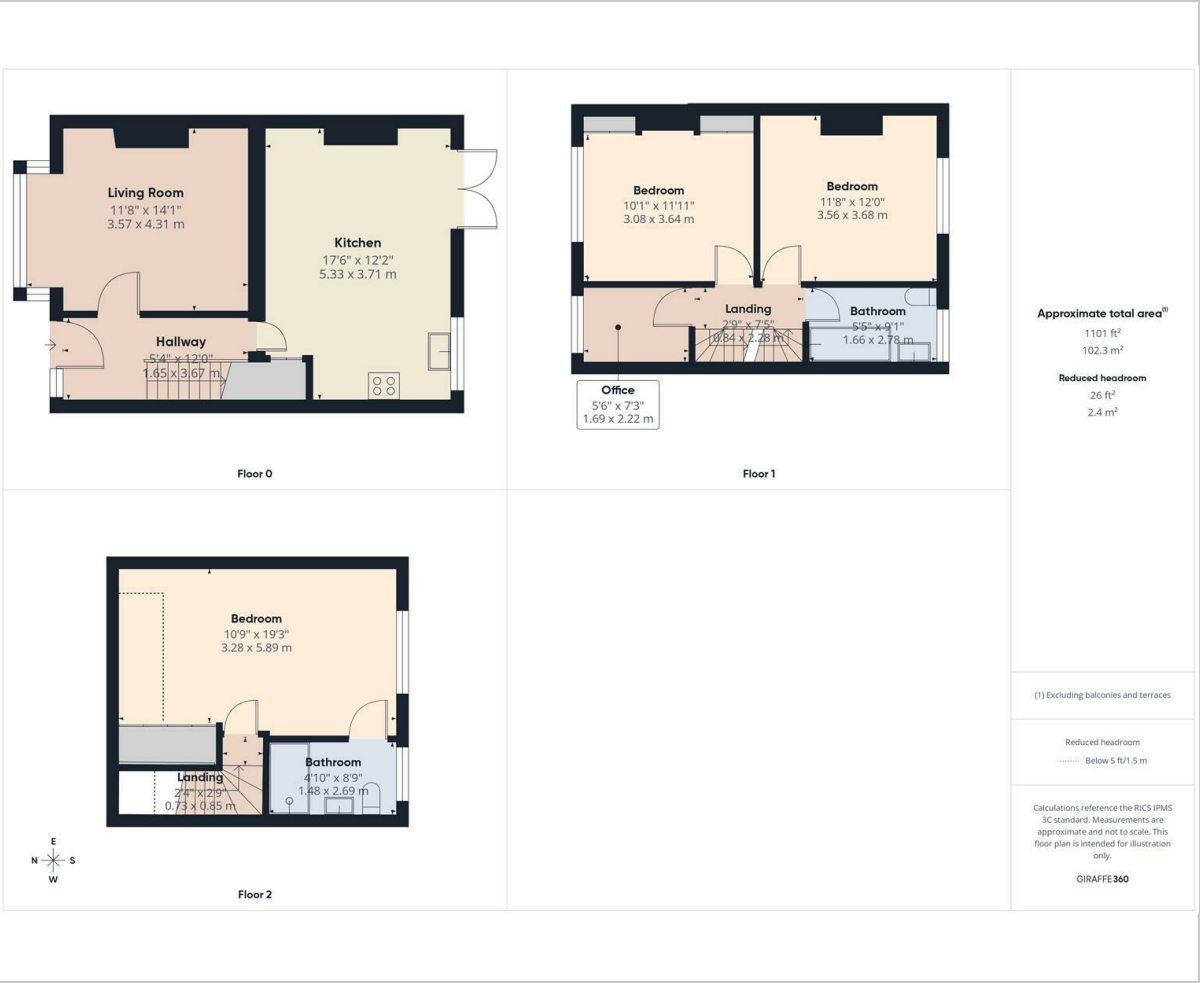 Living Room
11'8" x 14'1"
3.57 x 4.31 m
Kitchen
17'6" x 12'2"
5.33 x 3.71 m
Hallway
5'4" x 12'0"
1.65 x 3.67 m
Floor 0
Bedroom
10'1" x 11'11"
3.08 x 3.64 m
Bedroom
11'8" x 12'0"
3.56 x 3.68 m
Landing
2'9" x 7'5"
0.84 x 2.28 m
Bathroom
5'5" x 9'1"
1.66 x 2.78 m
Office
5'6" x 7'3"
1.69 x 2.22 m
Floor 1
Bedroom
10'9" x 19'3"
3.28 x 5.89 m
Landing
2'4" x 2'9"
0.73 x 0.85 m
Bathroom
4'10" x 8'9"
1.48 x 2.69 m
E
N S
W
Floor 2
Approximate total area(1)
1101 ft²
102.3 m²
Reduced headroom
26 ft²
2.4 m²
(1) Excluding balconies and terraces
Reduced headroom
Below 5 ft/1.5 m
Calculations reference the RICS IPMS
3C standard. Measurements are
approximate and not to scale. This
floor plan is intended for illustration
only.
GIRAFFE360